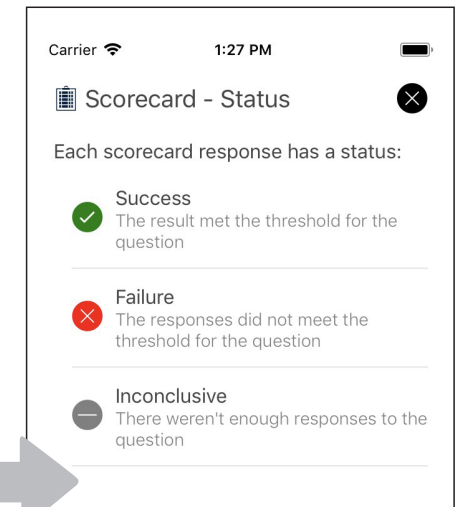 Carrier 1:27 PM
Scorecard - Status
Each scorecard response has a status:
Success
The result met the threshold for the
question
Failure
The responses did not meet the
threshold for the question
Inconclusive
There weren't enough responses to the
question